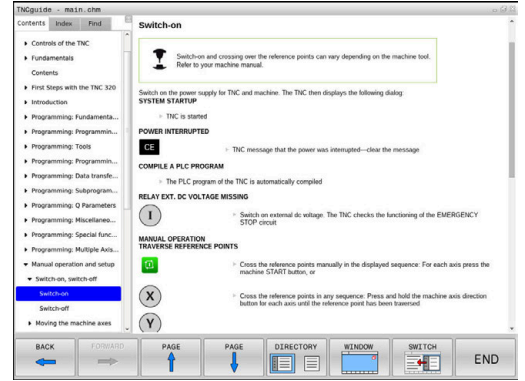 TNCguide - main.chm
Contents Index Find
Controls of the TNC
Fundamentals
Contents
First Steps with the TNC 320
Introduction
Programming: Fundamenta...
Programming: Programmin...
Programming: Tools
Programming: Programmin...
Programming: Data transfe...
Programming: Subprogram...
Programming: Q Parameters
Programming: Miscellaneo...
Programming: Special func...
Programming: Multiple Axis...
Manual operation and setup
Switch-on, switch-off
Switch-on
Switch-off
Moving the machine axes
Switch-on
Switch-on and crossing over the reference points can vary depending on the machine tool.
Refer to your machine manual.
Switch on the power supply for TNC and machine. The TNC then displays the following dialog:
SYSTEM STARTUP
TNC is started
POWER INTERRUPTED
CE
TNC message that the power was interrupted—clear the message
COMPILE A PLC PROGRAM
The PLC program of the TNC is automatically compiled
RELAY EXT. DC VOLTAGE MISSING
I
Switch on external dc voltage. The TNC checks the functioning of the EMERGENCY
STOP circuit
MANUAL OPERATION
TRAVERSE REFERENCE POINTS
Cross the reference points manually in the displayed sequence: For each axis press the
machine START button, or
X
Cross the reference points in any sequence: Press and hold the machine axis direction
button for each axis until the reference point has been traversed
Y
BACK FORWARD PAGE PAGE DIRECTORY WINDOW SWITCH END